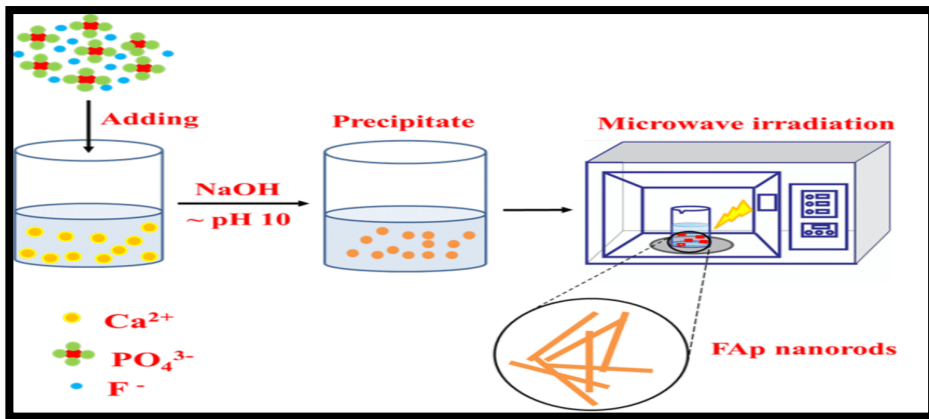 Adding
Precipitate
Microwave irradiation
NaOH
~ pH 10
Ca²⁺
PO₄³⁻
F⁻
FAp nanorods